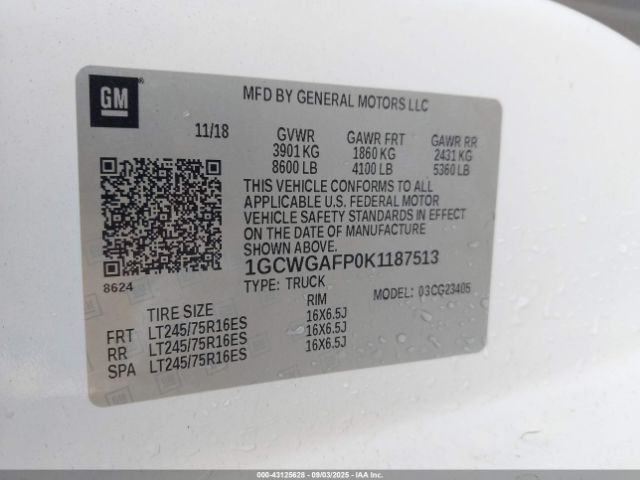 GM
MFD BY GENERAL MOTORS LLC
11/18 GVWR GAWR FRT GAWR RR
3901 KG 1860 KG 2431 KG
8600 LB 4100 LB 5360 LB
THIS VEHICLE CONFORMS TO ALL
APPLICABLE U.S. FEDERAL MOTOR
VEHICLE SAFETY STANDARDS IN EFFECT
ON THE DATE OF MANUFACTURE
SHOWN ABOVE.
1GCWGAFP0K1187513
8624
TYPE: TRUCK MODEL: 03CG23405
TIRE SIZE RIM
FRT LT245/75R16ES 16X6.5J
RR LT245/75R16ES 16X6.5J
SPA LT245/75R16ES 16X6.5J
000-43125628 - 09/03/2025 - IAAI.COM